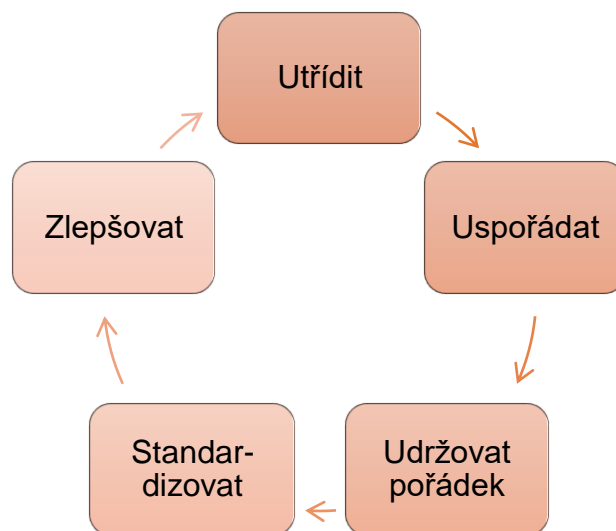 Utřídit
Uspořádat
Udržovat
pořádek
Standar-
dizovat
Zlepšovat